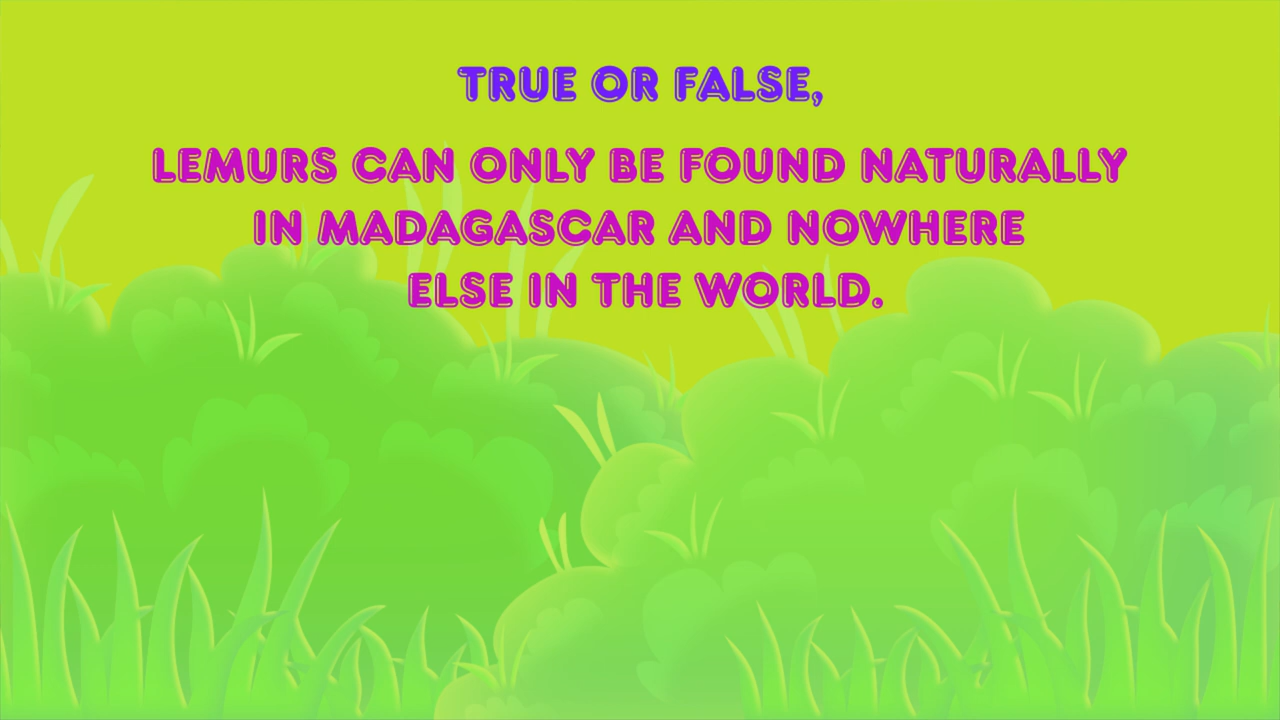 TRUE OR FALSE,
LEMURS CAN ONLY BE FOUND NATURALLY
IN MADAGASCAR AND NOWHERE
ELSE IN THE WORLD.